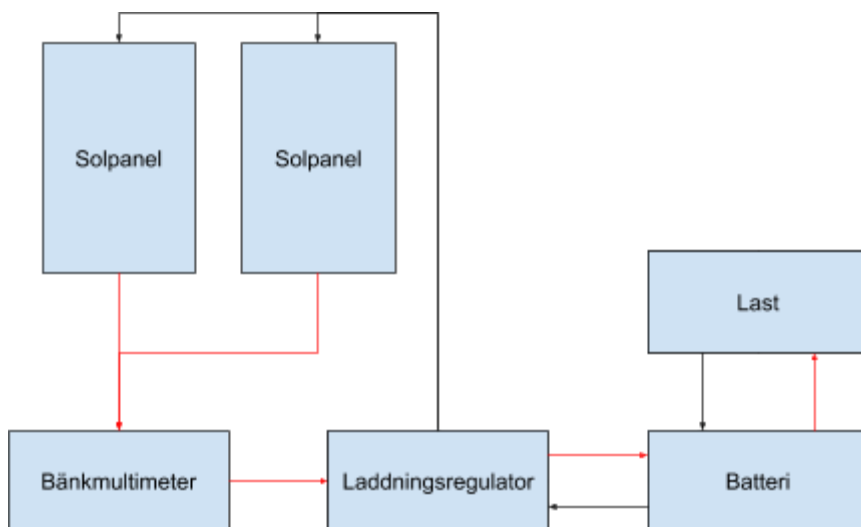 Solpanel
Solpanel
Last
Bänkmultimeter
Laddningsregulator
Batteri